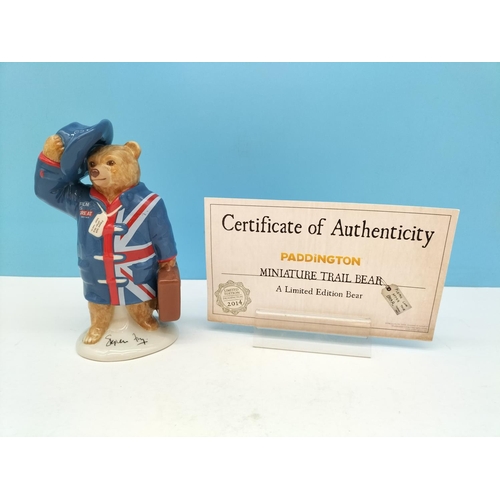 Certificate of Authenticity
PADDINGTON
MINIATURE TRAIL BEAR
A Limited Edition Bear
2014